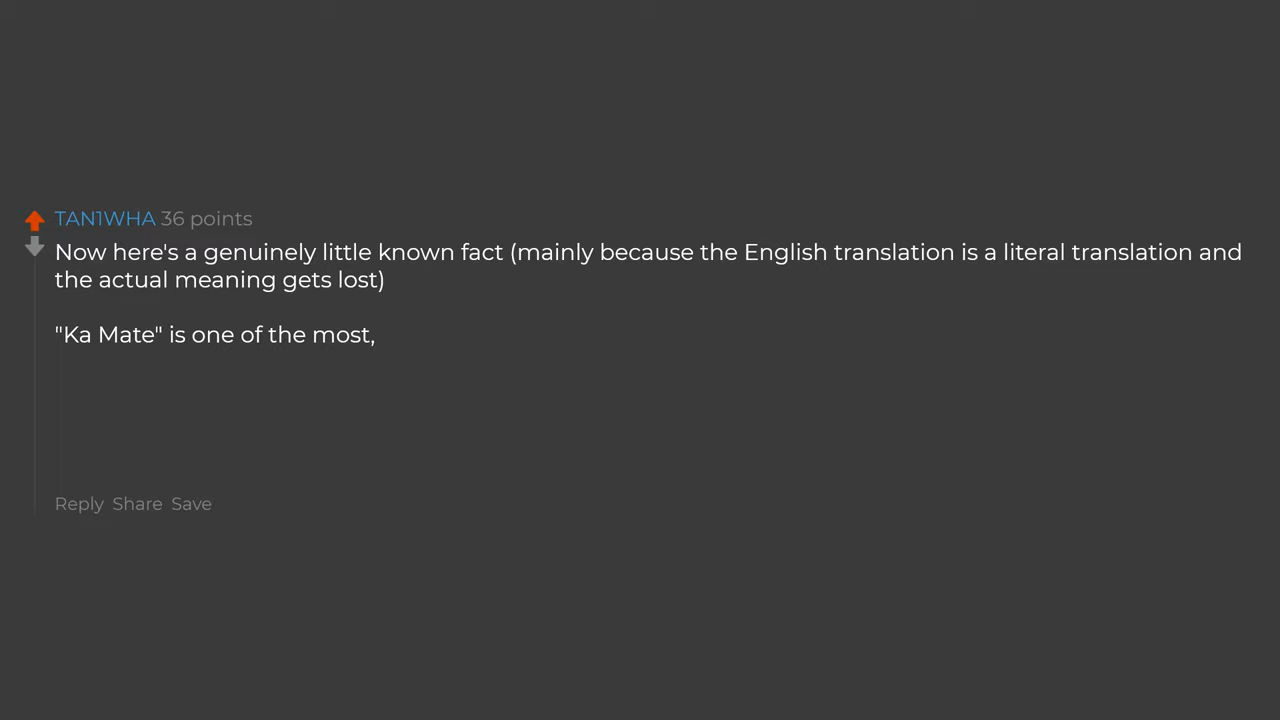 TAN1WHA 36 points
Now here's a genuinely little known fact (mainly because the English translation is a literal translation and
the actual meaning gets lost)
"Ka Mate" is one of the most,
Reply Share Save